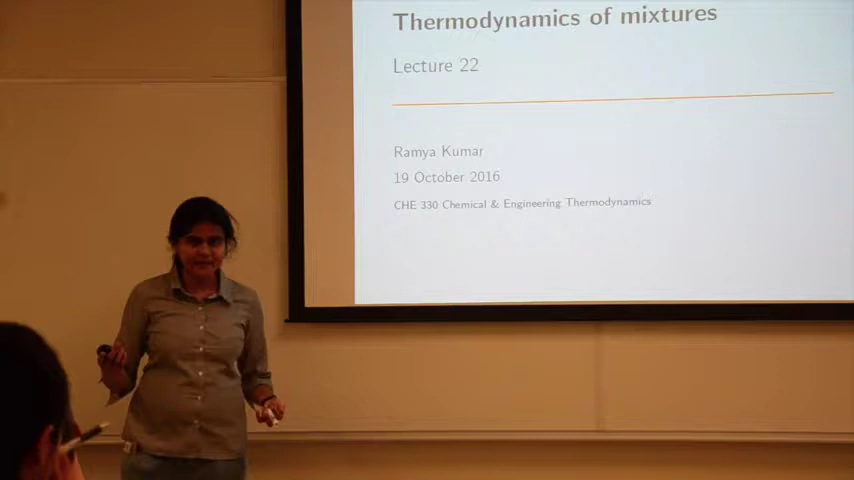 Thermodynamics of mixtures
Lecture 22
Ramya Kumar
19 October 2016
CHE 330 Chemical & Engineering Thermodynamics